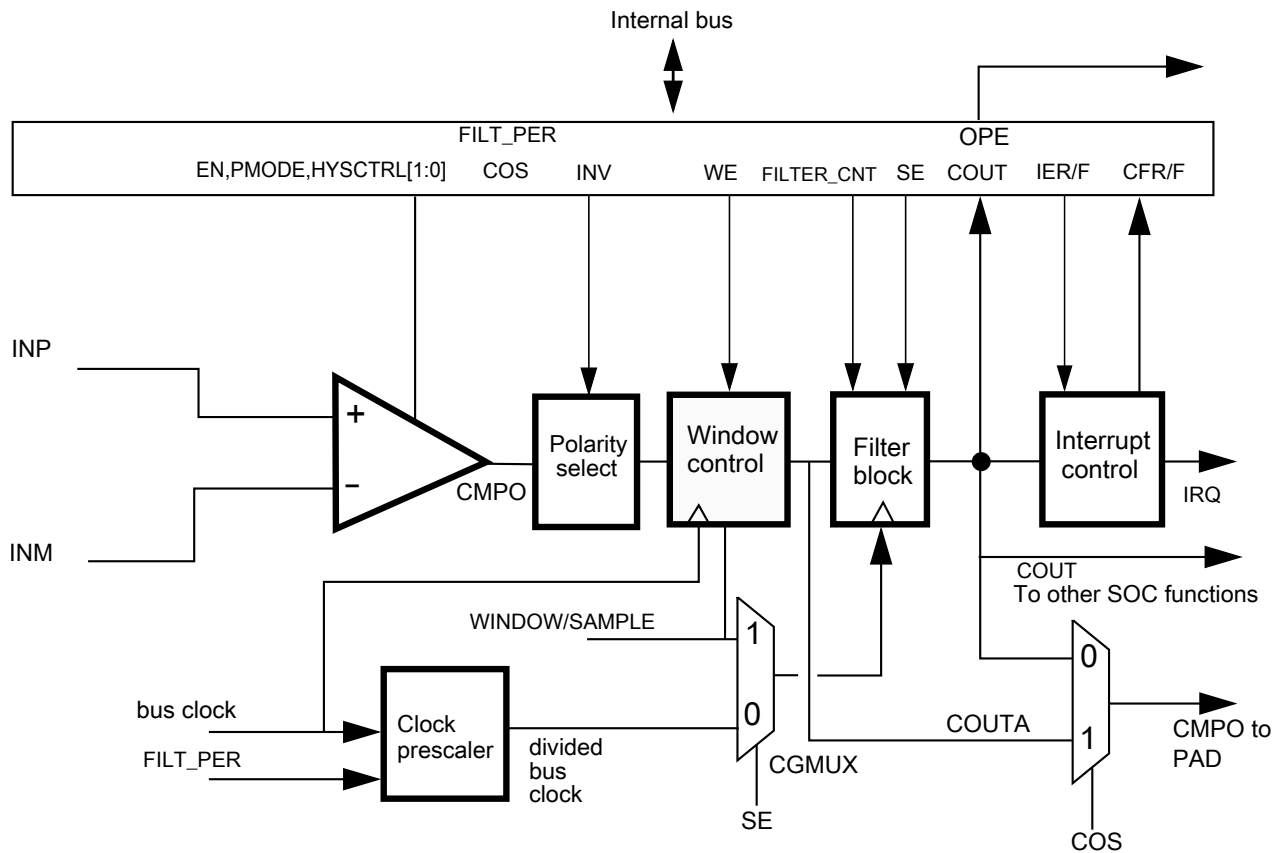 Internal bus
FILT_PER
OPE
EN,PMODE,HYSCTRL[1:0]
COS
INV
WE
FILTER_CNT
SE
COUT
IER/F
CFR/F
INP
+
−
INM
CMPO
Polarity
select
Window
control
Filter
block
Interrupt
control
IRQ
COUT
To other SOC functions
WINDOW/SAMPLE
1
0
CGMUX
SE
bus clock
FILT_PER
Clock
prescaler
divided
bus
clock
COUTA
0
1
CMPO to
PAD
COS